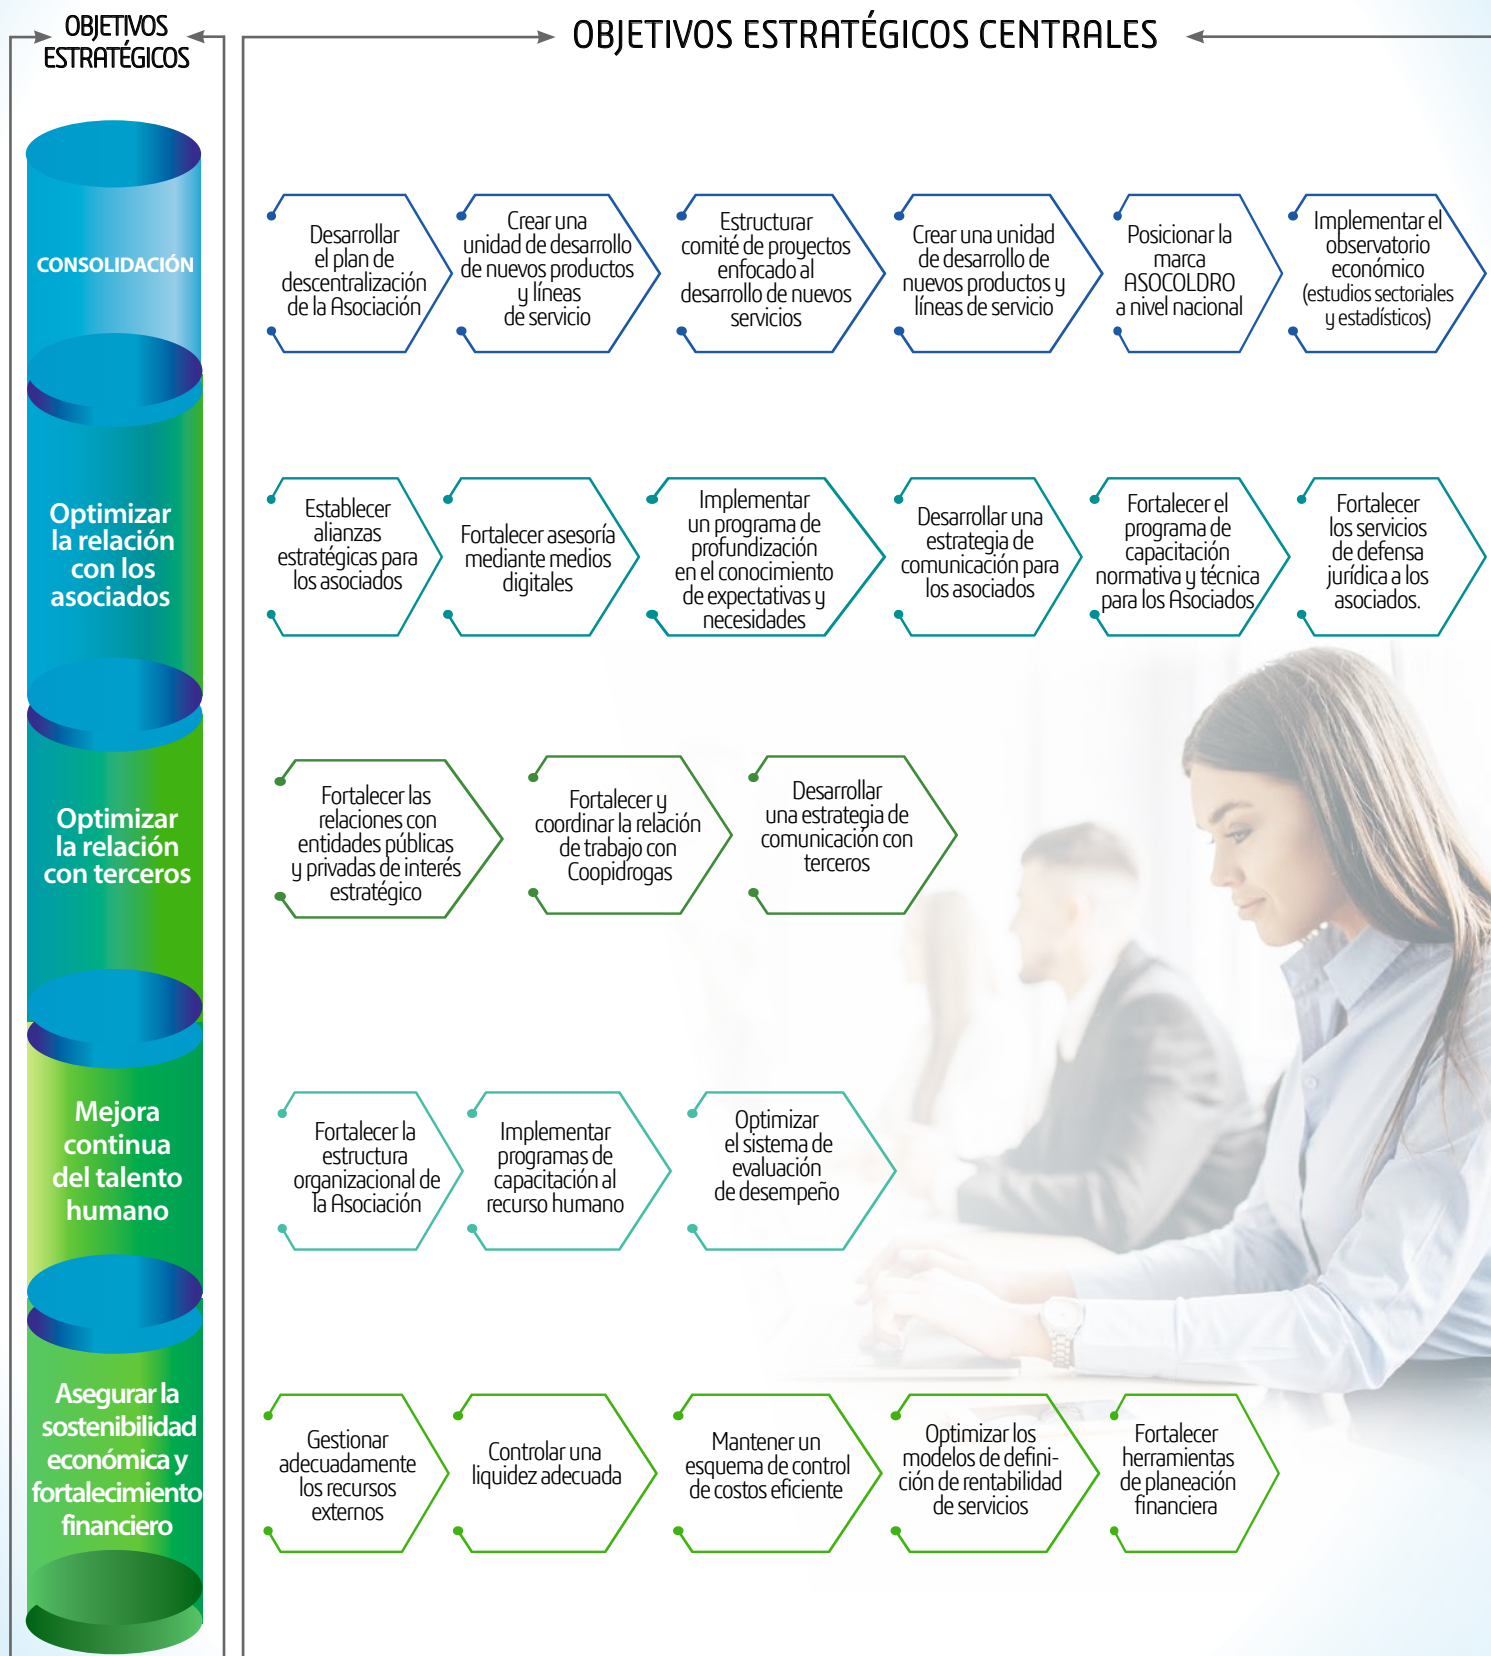 OBJETIVOS
ESTRATÉGICOS
OBJETIVOS ESTRATÉGICOS CENTRALES
CONSOLIDACIÓN
Desarrollar
el plan de
descentralización
de la Asociación
Crear una
unidad de desarrollo
de nuevos productos
y líneas
de servicio
Estructurar
comité de proyectos
enfocado al
desarrollo de nuevos
servicios
Crear una unidad
de desarrollo de
nuevos productos y
líneas de servicio
Posicionar la
marca
ASOCOLDRO
a nivel nacional
Implementar el
observatorio
económico
(estudios sectoriales
y estadísticos)
Optimizar
la relación
con los
asociados
Establecer
alianzas
estratégicas para
los asociados
Fortalecer asesoría
mediante medios
digitales
Implementar
un programa de
profundización
en el conocimiento
de expectativas y
necesidades
Desarrollar una
estrategia de
comunicación para
los asociados
Fortalecer el
programa de
capacitación
normativa y técnica
para los Asociados
Fortalecer
los servicios
de defensa
jurídica a los
asociados.
Optimizar
la relación
con terceros
Fortalecer las
relaciones con
entidades públicas
y privadas de interés
estratégico
Fortalecer y
coordinar la relación
de trabajo con
Coopidrogas
Desarrollar
una estrategia de
comunicación con
terceros
Mejora
continua
del talento
humano
Fortalecer la
estructura
organizacional de
la Asociación
Implementar
programas de
capacitación al
recurso humano
Optimizar
el sistema de
evaluación
de desempeño
Asegurar la
sostenibilidad
económica y
fortalecimiento
financiero
Gestionar
adecuadamente
los recursos
externos
Controlar una
liquidez adecuada
Mantener un
esquema de control
de costos eficiente
Optimizar los
modelos de defini-
ción de rentabilidad
de servicios
Fortalecer
herramientas
de planeación
financiera